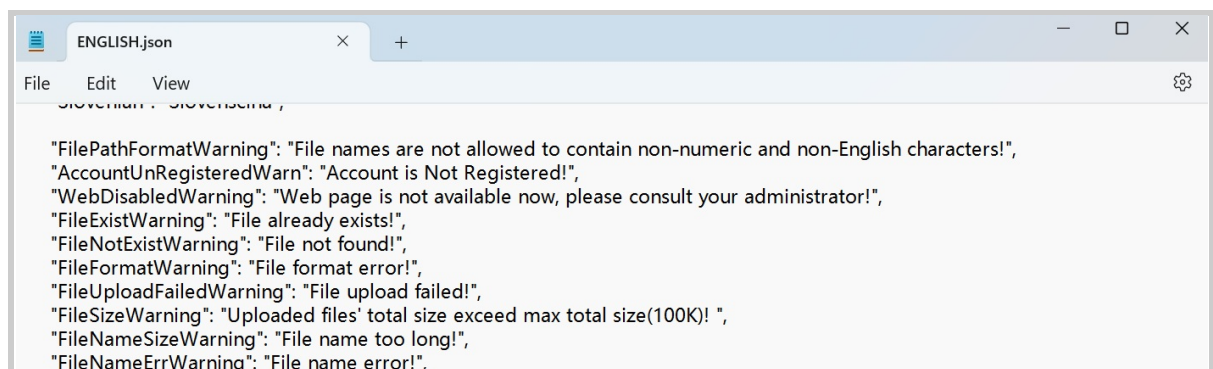 ENGLISH.json
File Edit View
"Slovenian": "Slovenščina",
"FilePathFormatWarning": "File names are not allowed to contain non-numeric and non-English characters!",
"AccountUnRegisteredWarn": "Account is Not Registered!",
"WebDisabledWarning": "Web page is not available now, please consult your administrator!",
"FileExistWarning": "File already exists!",
"FileNotExistWarning": "File not found!",
"FileFormatWarning": "File format error!",
"FileUploadFailedWarning": "File upload failed!",
"FileSizeWarning": "Uploaded files' total size exceed max total size(100K)! ",
"FileNameSizeWarning": "File name too long!",
"FileNameErrWarning": "File name error!",